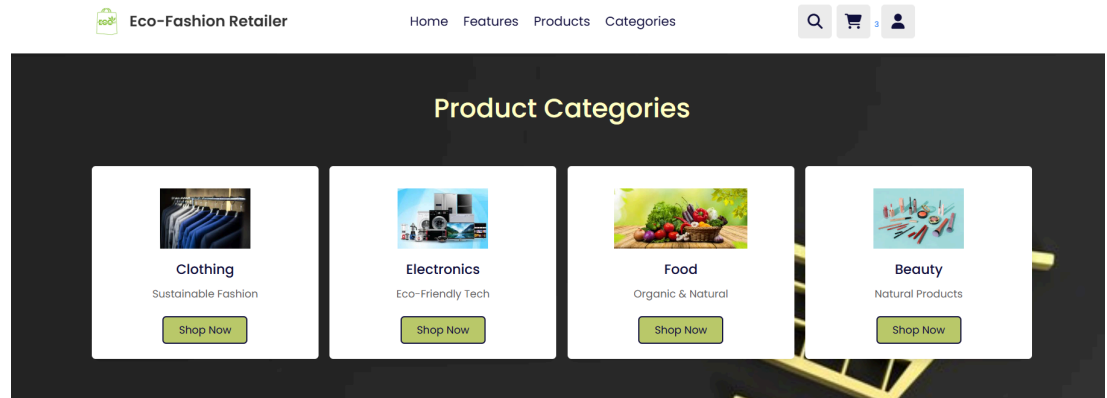 eco
Eco-Fashion Retailer
Home Features Products Categories
3
Product Categories
Clothing
Sustainable Fashion
Shop Now
Electronics
Eco-Friendly Tech
Shop Now
Food
Organic & Natural
Shop Now
Beauty
Natural Products
Shop Now